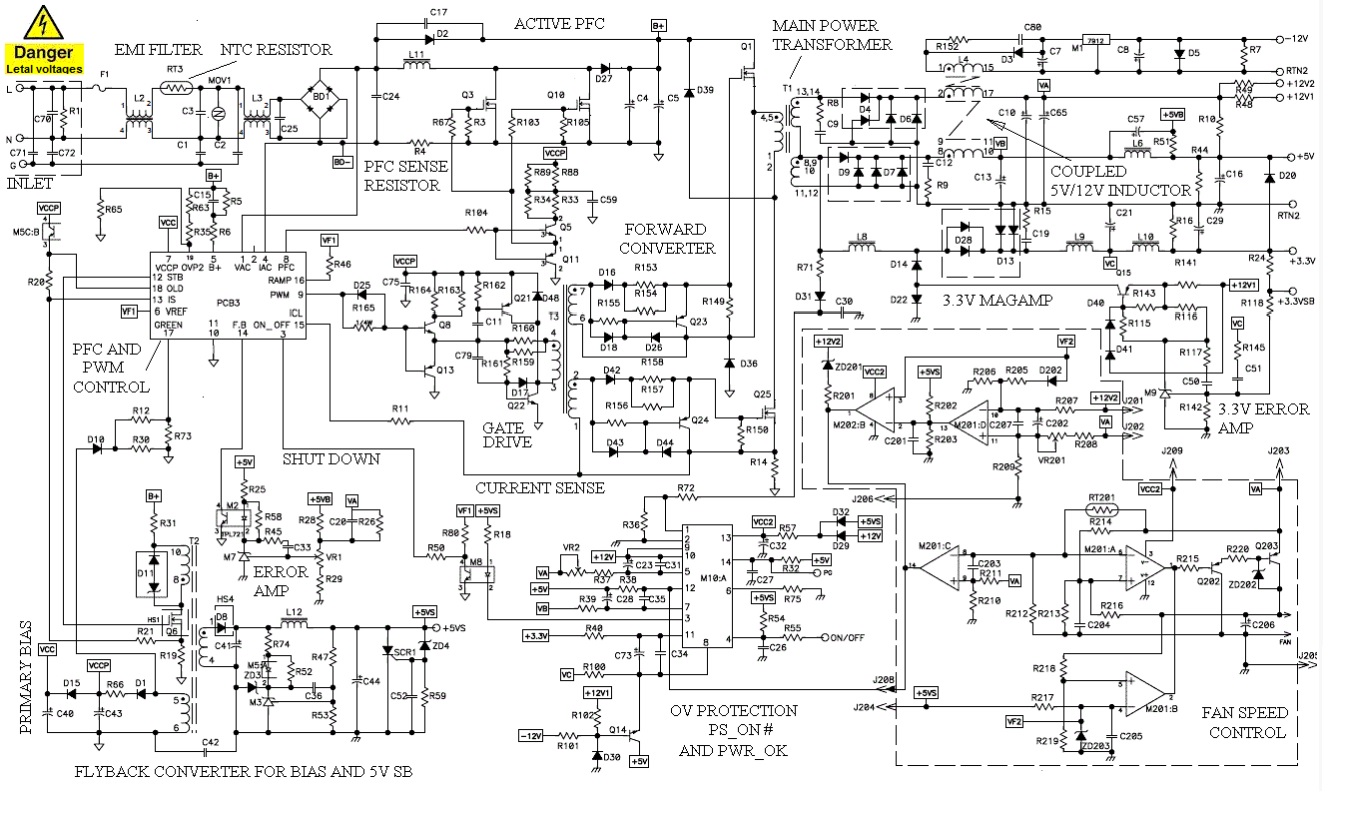 Danger
Letal voltages
EMI FILTER
NTC RESISTOR
ACTIVE PFC
MAIN POWER
TRANSFORMER
C17
D2
B+
Q1
R152
C80
D3
C7
M1
7912
C8
D5
R7
-12V
RTN2
F1
RT3
MOV1
L11
D27
L4
1
15
2
17
VA
R49
R48
+12V2
+12V1
L
C70
R1
L2
C3
L3
C25
BD1
C24
Q3
Q10
C4
C5
D39
T1
13,14
4,5
R8
D4
D6
C9
C10
C65
+5VB
R10
N
C71
C72
G
C1
C2
BD-
R4
R67
R3
R103
R105
1
2
8,9
10
11,12
D9
D7
C12
R9
9
11
8
10
VB
C13
C57
L6
R51
R44
C16
D20
+5V
RTN2
INLET
PFC SENSE
RESISTOR
VCCP
R89
R88
R34
R33
C59
COUPLED
5V/12V INDUCTOR
VCCP
M5C:B
R65
VCC
B+
C15
R63
R5
R35
R6
R104
Q5
Q11
FORWARD
CONVERTER
L8
D28
D13
R15
C19
L9
C21
L10
R16
C29
VC
R141
R24
+3.3V
R20
7
19
5
1
2
4
8
VCCP
OVP2
B+
VAC
IAC
PFC
12 STB
18 OLD
13 IS
6 VREF
GREEN
17
11
10
F.B
14
ON_OFF
3
PCB3
RAMP 16
PWM 9
ICL
15
VF1
VF1
R46
D25
R165
VCCP
C75
R164
R163
R162
C11
Q21
D48
T3
Q8
Q13
C79
R160
R161
R159
D17
Q22
GATE
DRIVE
7
6
2
1
4
3
D16
R153
R155
R154
D18
D26
Q23
R158
R149
D36
D42
R157
R156
Q24
D43
D44
R150
Q25
R14
R71
D31
C30
D14
D22
3.3V MAGAMP
Q15
D40
R143
R115
R116
D41
R117
M9
C50
R142
+12V1
R118
+3.3VSB
VC
R145
C51
3.3V ERROR
AMP
PFC AND
PWM
CONTROL
R12
R30
R73
D10
SHUT DOWN
R11
CURRENT SENSE
+12V2
ZD201
R201
VCC2
M202:B
+5VS
R202
C201
R203
M201:D
R206
R205
D202
VF2
C207
C202
R207
R208
VR201
R209
+12V2
J201
VA
J202
J206
B+
R31
T2
D11
10
8
HS1
Q6
R21
R19
+5V
R25
M2
R58
R45
M7
C33
ERROR
AMP
+5VB
R28
VA
C20
R26
VR1
R29
VF1
+5VS
R80
R18
R50
M8
R72
R36
VR2
VA
+12V
R37
C23
C31
+5V
R38
R39
C28
C35
VB
+3.3V
R40
VC
R100
C73
C34
M10:A
1
2
9
10
5
12
7
3
11
8
13
14
6
4
VCC2
C32
R57
D32
D29
+5VS
+12V
+5V
R32
PG
C27
R75
+5VS
R54
R55
ON/OFF
C26
+12V1
R102
-12V
R101
Q14
D30
+5V
OV PROTECTION
PS_ON#
AND PWR_OK
J208
J204
J209
J203
VCC2
VA
RT201
R214
M201:C
C203
R211
VA
R210
M201:A
R212
R213
C204
R216
R215
Q202
R220
Q203
ZD202
C206
FAN
J205
R218
+5VS
R217
VF2
R219
ZD203
C205
M201:B
FAN SPEED
CONTROL
PRIMARY BIAS
VCC
VCCP
D15
R66
D1
C40
C43
5
6
HS4
D8
1
4
C41
L12
R74
M5
ZD3
R52
M3
C36
R47
R53
C44
SCR1
C52
R59
ZD4
+5VS
C42
FLYBACK CONVERTER FOR BIAS AND 5V SB